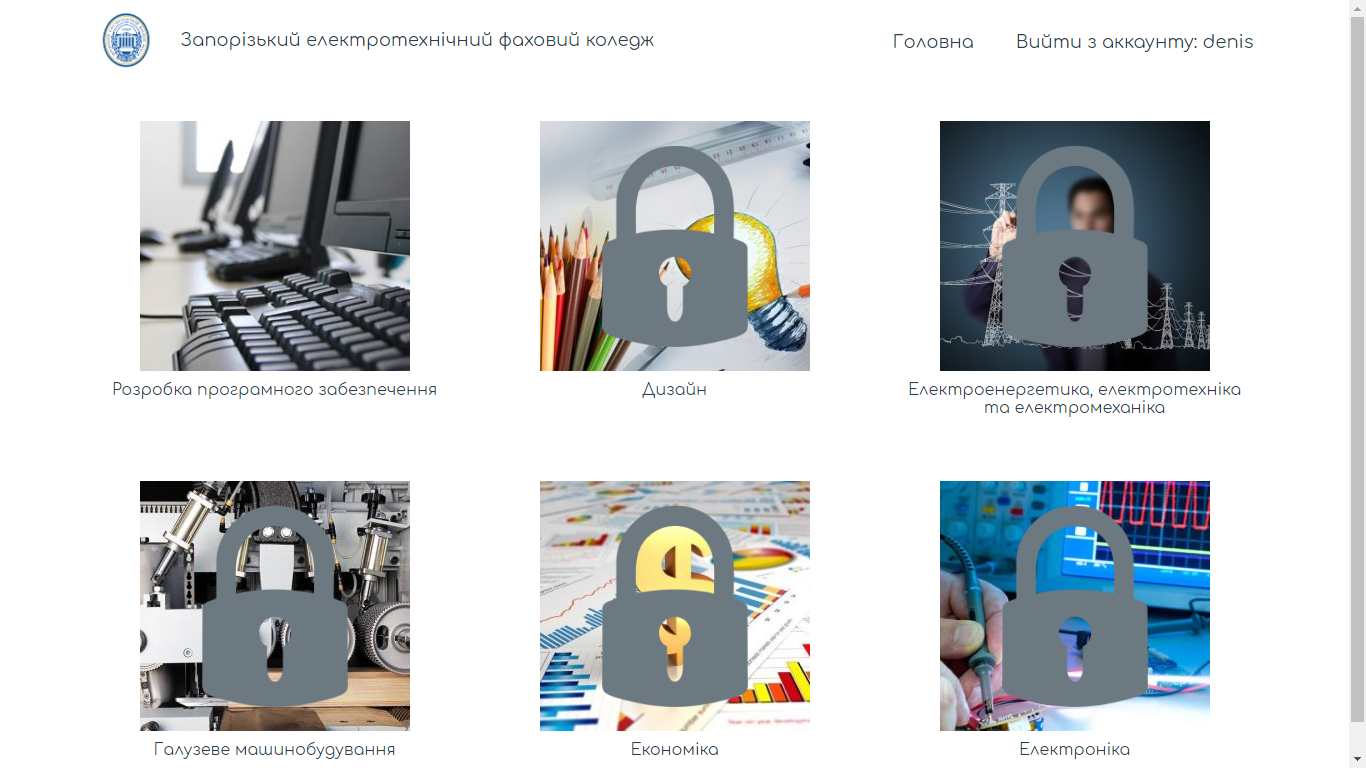 Запорізький електротехнічний фаховий коледж
Головна
Вийти з аккаунту: denis
Розробка програмного забезпечення
Дизайн
Електроенергетика, електротехніка
та електромеханіка
Галузеве машинобудування
Економіка
Електроніка